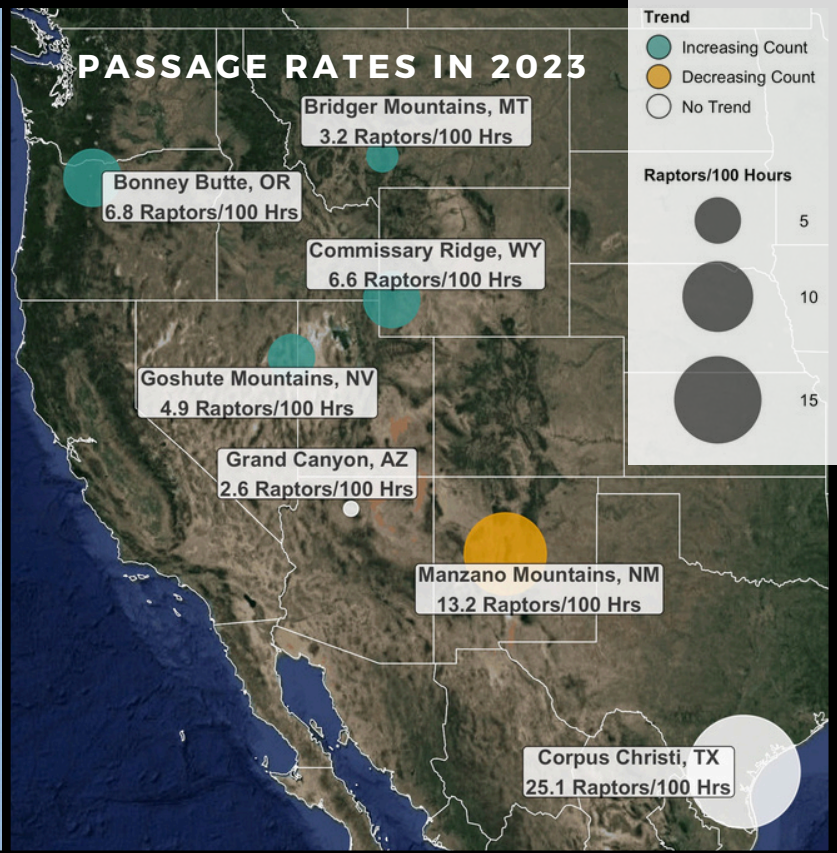 PASSAGE RATES IN 2023
Trend
Increasing Count
Decreasing Count
No Trend
Raptors/100 Hours
5
10
15
Bridger Mountains, MT
3.2 Raptors/100 Hrs
Bonney Butte, OR
6.8 Raptors/100 Hrs
Commissary Ridge, WY
6.6 Raptors/100 Hrs
Goshute Mountains, NV
4.9 Raptors/100 Hrs
Grand Canyon, AZ
2.6 Raptors/100 Hrs
Manzano Mountains, NM
13.2 Raptors/100 Hrs
Corpus Christi, TX
25.1 Raptors/100 Hrs